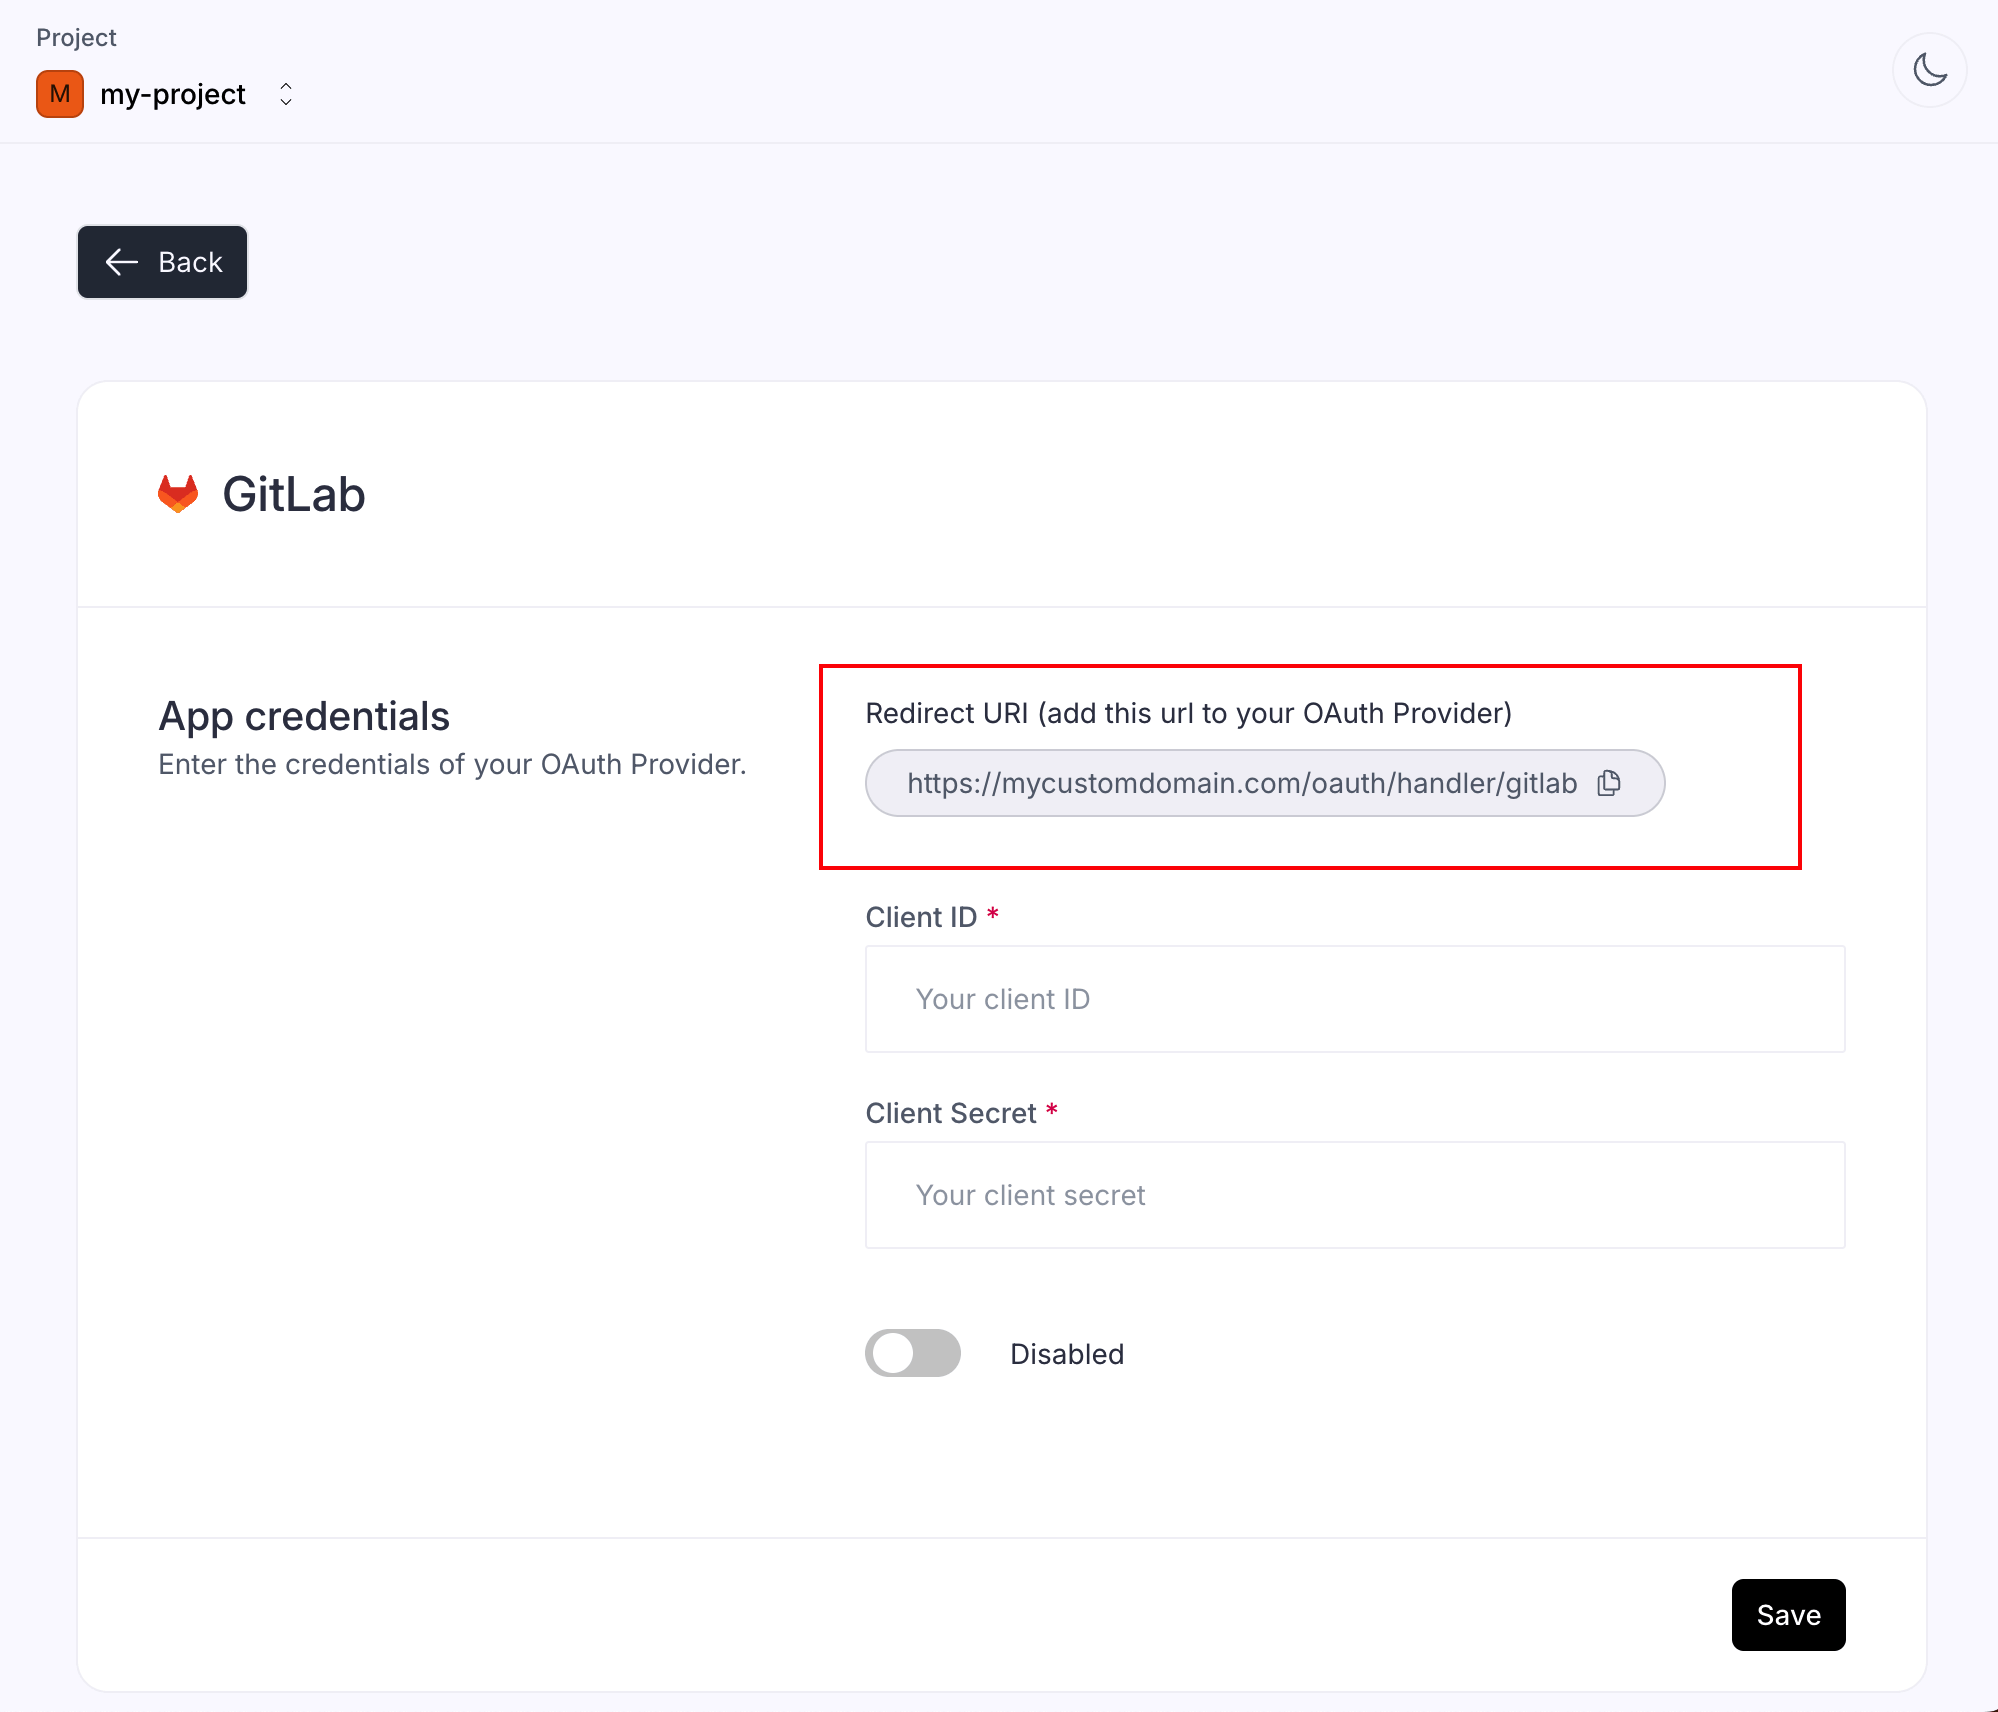 Project
M my-project
Back
GitLab
App credentials
Enter the credentials of your OAuth Provider.
Redirect URI (add this url to your OAuth Provider)
https://mycustomdomain.com/oauth/handler/gitlab
Client ID *
Your client ID
Client Secret *
Your client secret
Disabled
Save